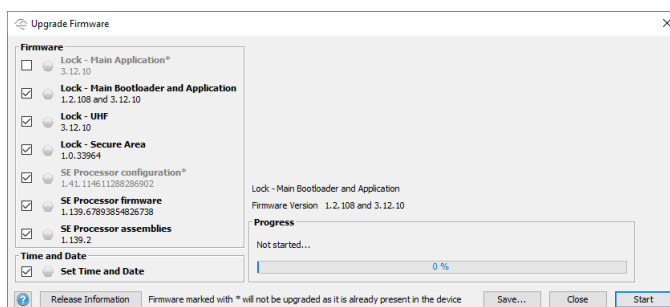 Upgrade Firmware
Firmware
Lock - Main Application*
3.12.10
Lock - Main Bootloader and Application
1.2.108 and 3.12.10
Lock - UHF
3.12.10
Lock - Secure Area
1.0.33964
SE Processor configuration*
1.41.114611288286902
SE Processor firmware
1.139.67893854826738
SE Processor assemblies
1.139.2
Time and Date
Set Time and Date
Lock - Main Bootloader and Application
Firmware Version 1.2.108 and 3.12.10
Progress
Not started...
0 %
? Release Information Firmware marked with * will not be upgraded as it is already present in the device Save... Close Start